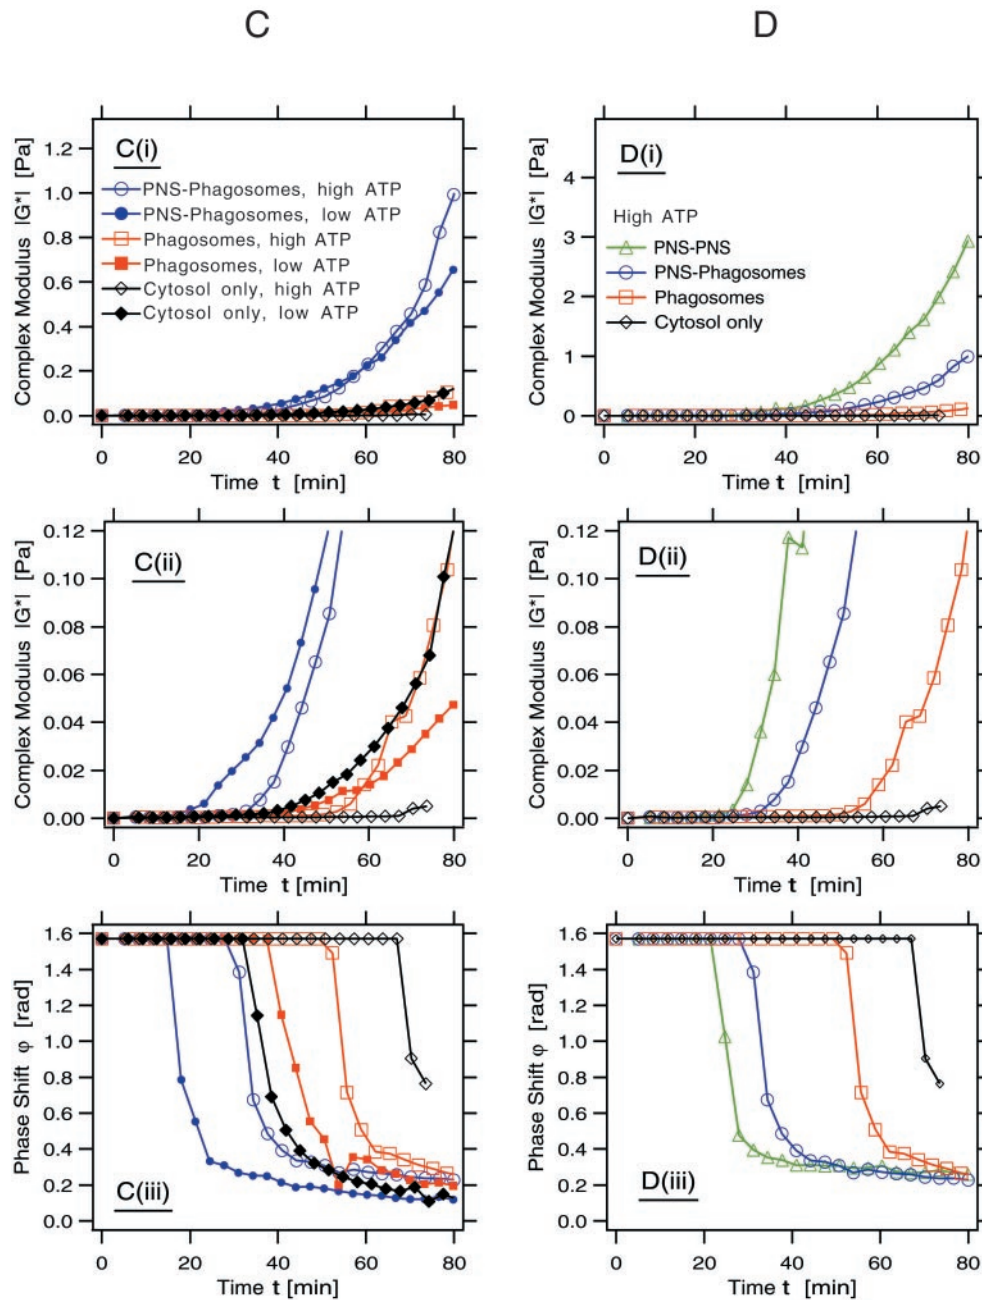 C
D
C(i)
Complex Modulus |G*| [Pa]
1.2
1.0
0.8
0.6
0.4
0.2
0.0
PNS-Phagosomes, high ATP
PNS-Phagosomes, low ATP
Phagosomes, high ATP
Phagosomes, low ATP
Cytosol only, high ATP
Cytosol only, low ATP
0 20 40 60 80
Time t [min]
D(i)
Complex Modulus |G*| [Pa]
4
3
2
1
0
High ATP
PNS-PNS
PNS-Phagosomes
Phagosomes
Cytosol only
0 20 40 60 80
Time t [min]
C(ii)
Complex Modulus |G*| [Pa]
0.12
0.10
0.08
0.06
0.04
0.02
0.00
0 20 40 60 80
Time t [min]
D(ii)
Complex Modulus |G*| [Pa]
0.12
0.10
0.08
0.06
0.04
0.02
0.00
0 20 40 60 80
Time t [min]
C(iii)
Phase Shift φ [rad]
1.6
1.4
1.2
1.0
0.8
0.6
0.4
0.2
0.0
0 20 40 60 80
Time t [min]
D(iii)
Phase Shift φ [rad]
1.6
1.4
1.2
1.0
0.8
0.6
0.4
0.2
0.0
0 20 40 60 80
Time t [min]